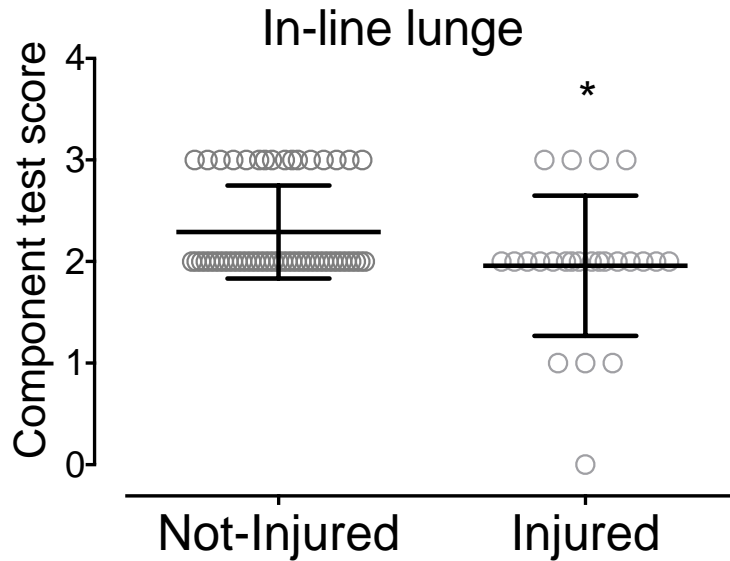 In-line lunge
Component test score
4
3
2
1
0
*
Not-Injured
Injured